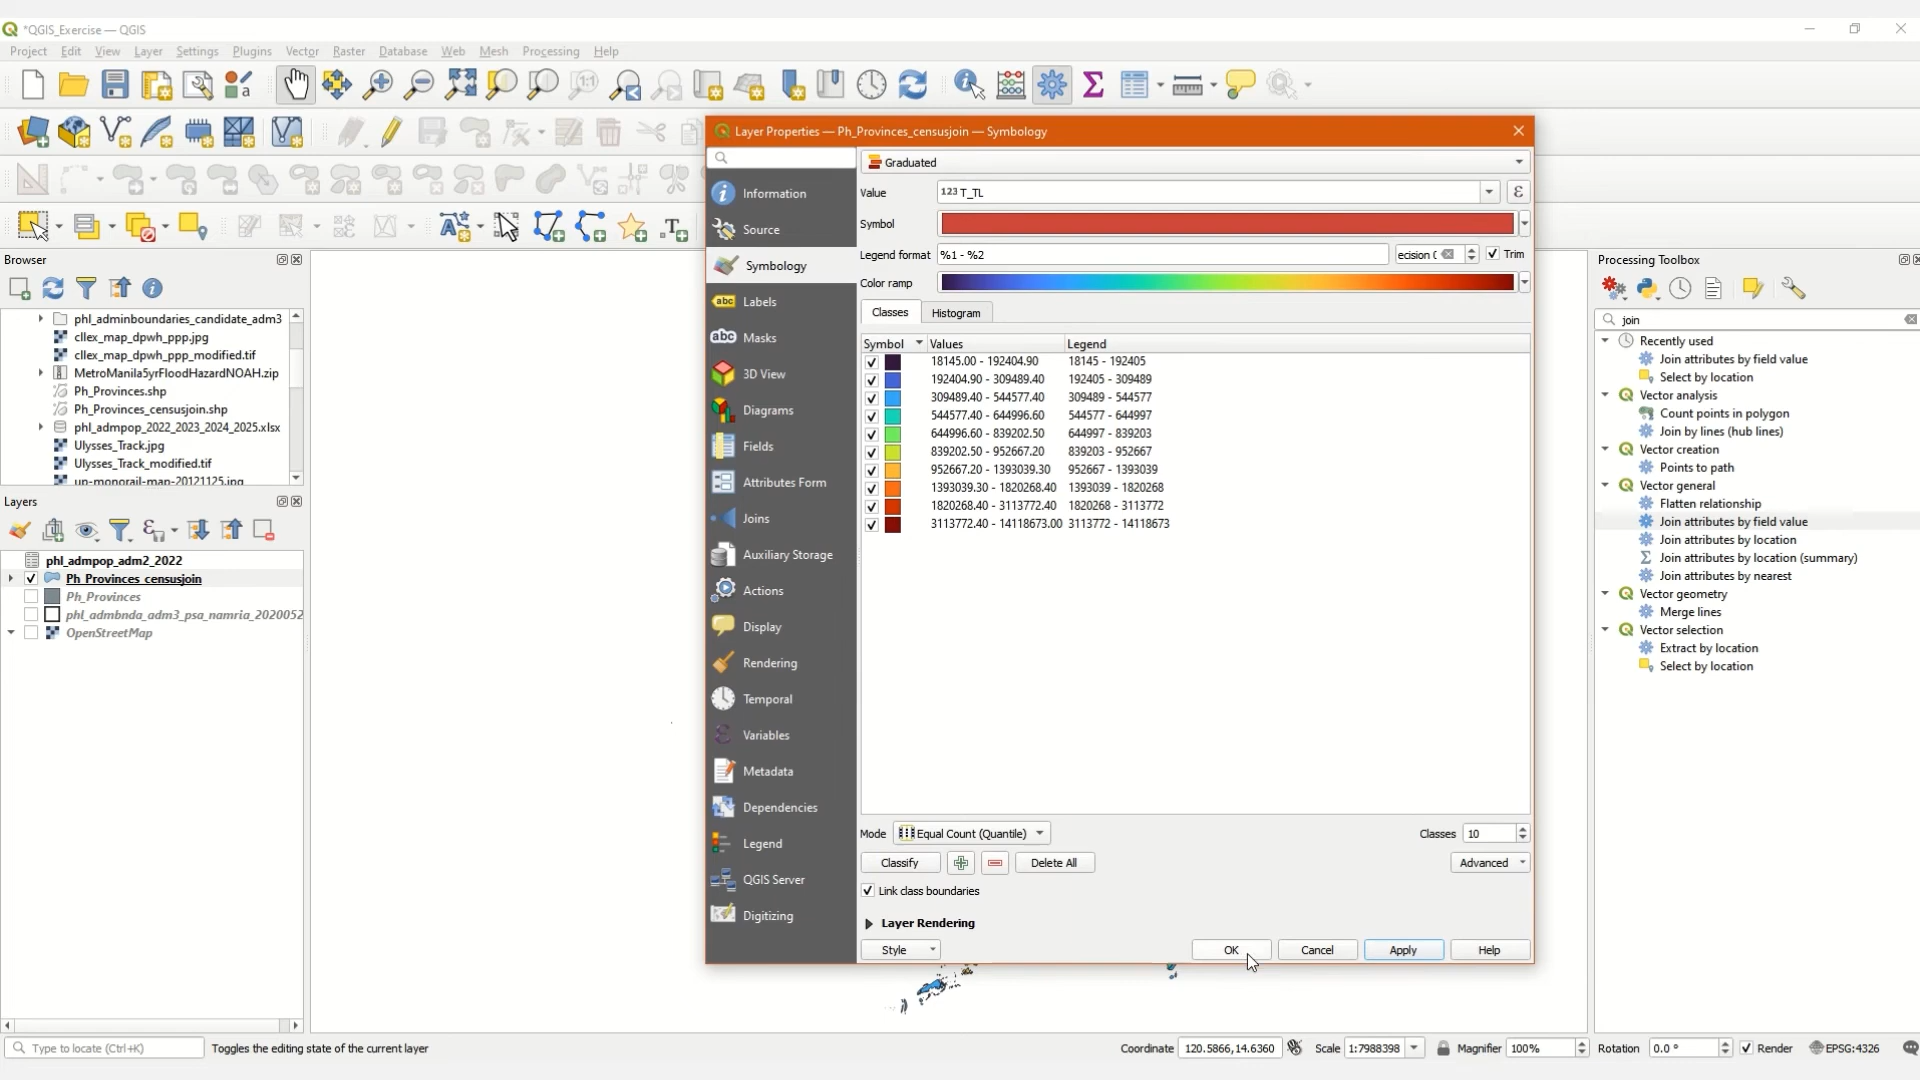 *QGIS_Exercise — QGIS
Project Edit View Layer Settings Plugins Vector Raster Database Web Mesh Processing Help
Browser
phl_adminboundaries_candidate_adm3
cllex_map_dpwh_ppp.jpg
cllex_map_dpwh_ppp_modified.tif
MetroManila5yrFloodHazardNOAH.zip
Ph_Provinces.shp
Ph_Provinces_censusjoin.shp
phl_admpop_2022_2023_2024_2025.xlsx
Ulysses_Track.jpg
Ulysses_Track_modified.tif
up-monorail-map-20121125.jpg
Layers
phl_admpop_adm2_2022
Ph_Provinces_censusjoin
Ph_Provinces
phl_admbnda_adm3_psa_namria_2020052
OpenStreetMap
Layer Properties — Ph_Provinces_censusjoin — Symbology
Information
Source
Symbology
abc Labels
abc Masks
3D View
Diagrams
Fields
Attributes Form
Joins
Auxiliary Storage
Actions
Display
Rendering
Temporal
Variables
Metadata
Dependencies
Legend
QGIS Server
Digitizing
Graduated
Value 123 T_TL ε
Symbol
Legend format %1 - %2 ecision ( Trim
Color ramp
Classes Histogram
Symbol Values Legend
18145.00 - 192404.90 18145 - 192405
192404.90 - 309489.40 192405 - 309489
309489.40 - 544577.40 309489 - 544577
544577.40 - 644996.60 544577 - 644997
644996.60 - 839202.50 644997 - 839203
839202.50 - 952667.20 839203 - 952667
952667.20 - 1393039.30 952667 - 1393039
1393039.30 - 1820268.40 1393039 - 1820268
1820268.40 - 3113772.40 1820268 - 3113772
3113772.40 - 14118673.00 3113772 - 14118673
Mode Equal Count (Quantile) Classes 10
Classify Delete All Advanced
Link class boundaries
Layer Rendering
Style OK Cancel Apply Help
Processing Toolbox
join
Recently used
Join attributes by field value
Select by location
Vector analysis
Count points in polygon
Join by lines (hub lines)
Vector creation
Points to path
Vector general
Flatten relationship
Join attributes by field value
Join attributes by location
Join attributes by location (summary)
Join attributes by nearest
Vector geometry
Merge lines
Vector selection
Extract by location
Select by location
Type to locate (Ctrl+K) Toggles the editing state of the current layer Coordinate 120.5866,14.6360 Scale 1:7988398 Magnifier 100% Rotation 0.0 ° Render EPSG:4326